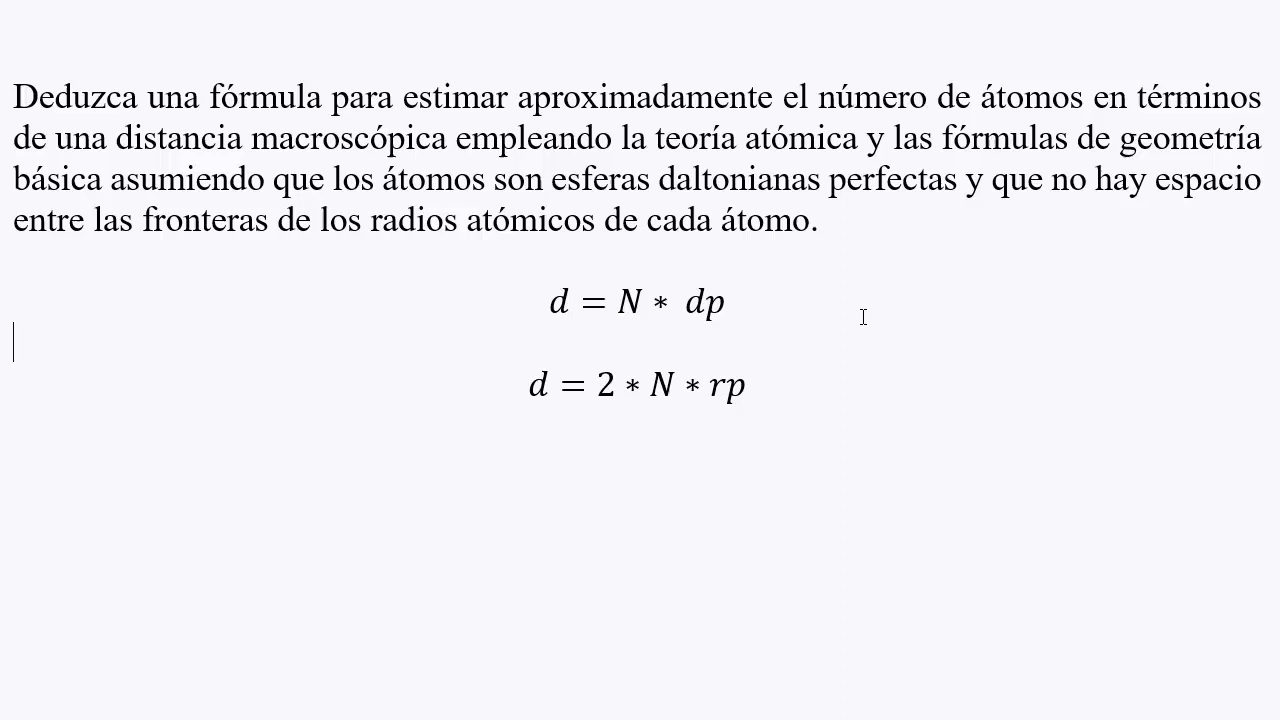 Deduzca una fórmula para estimar aproximadamente el número de átomos en términos
de una distancia macroscópica empleando la teoría atómica y las fórmulas de geometría
básica asumiendo que los átomos son esferas daltonianas perfectas y que no hay espacio
entre las fronteras de los radios atómicos de cada átomo.
d = N * dp
d = 2 * N * rp